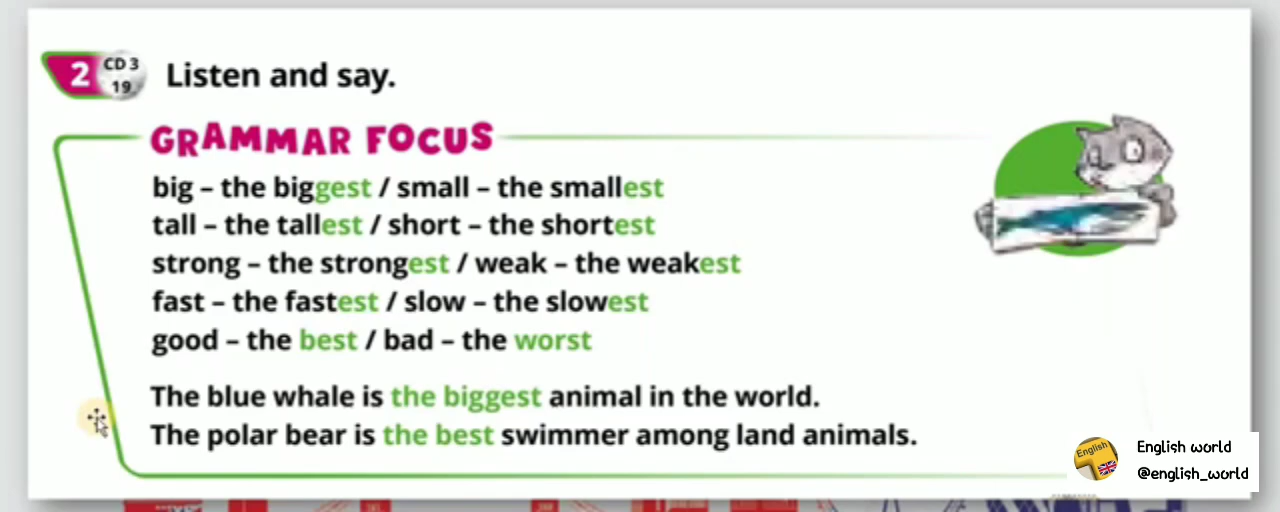 2 CD 3 19 Listen and say.
GRAMMAR FOCUS
big – the biggest / small – the smallest
tall – the tallest / short – the shortest
strong – the strongest / weak – the weakest
fast – the fastest / slow – the slowest
good – the best / bad – the worst
The blue whale is the biggest animal in the world.
The polar bear is the best swimmer among land animals.
English
English world
@english_world